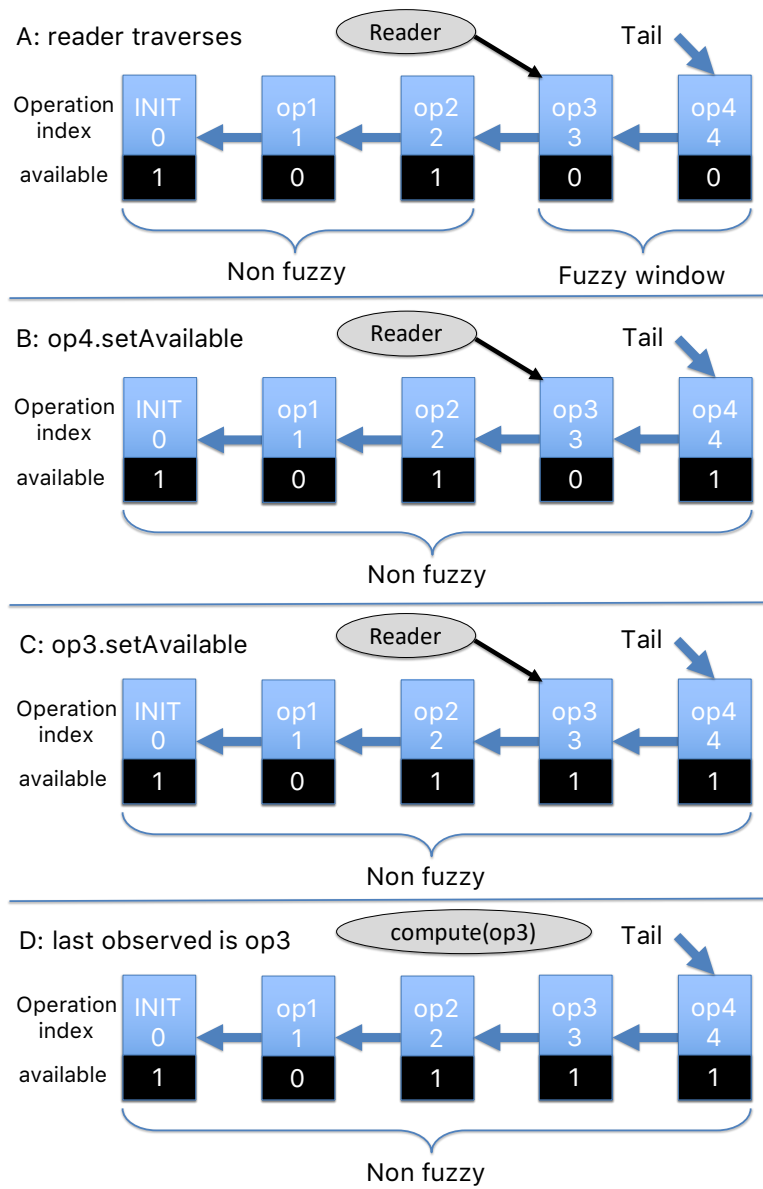 A: reader traverses
Reader
Tail
Operation
index
INIT
0
op1
1
op2
2
op3
3
op4
4
available
1
0
1
0
0
Non fuzzy
Fuzzy window
B: op4.setAvailable
Reader
Tail
Operation
index
INIT
0
op1
1
op2
2
op3
3
op4
4
available
1
0
1
0
1
Non fuzzy
C: op3.setAvailable
Reader
Tail
Operation
index
INIT
0
op1
1
op2
2
op3
3
op4
4
available
1
0
1
1
1
Non fuzzy
D: last observed is op3
compute(op3)
Tail
Operation
index
INIT
0
op1
1
op2
2
op3
3
op4
4
available
1
0
1
1
1
Non fuzzy